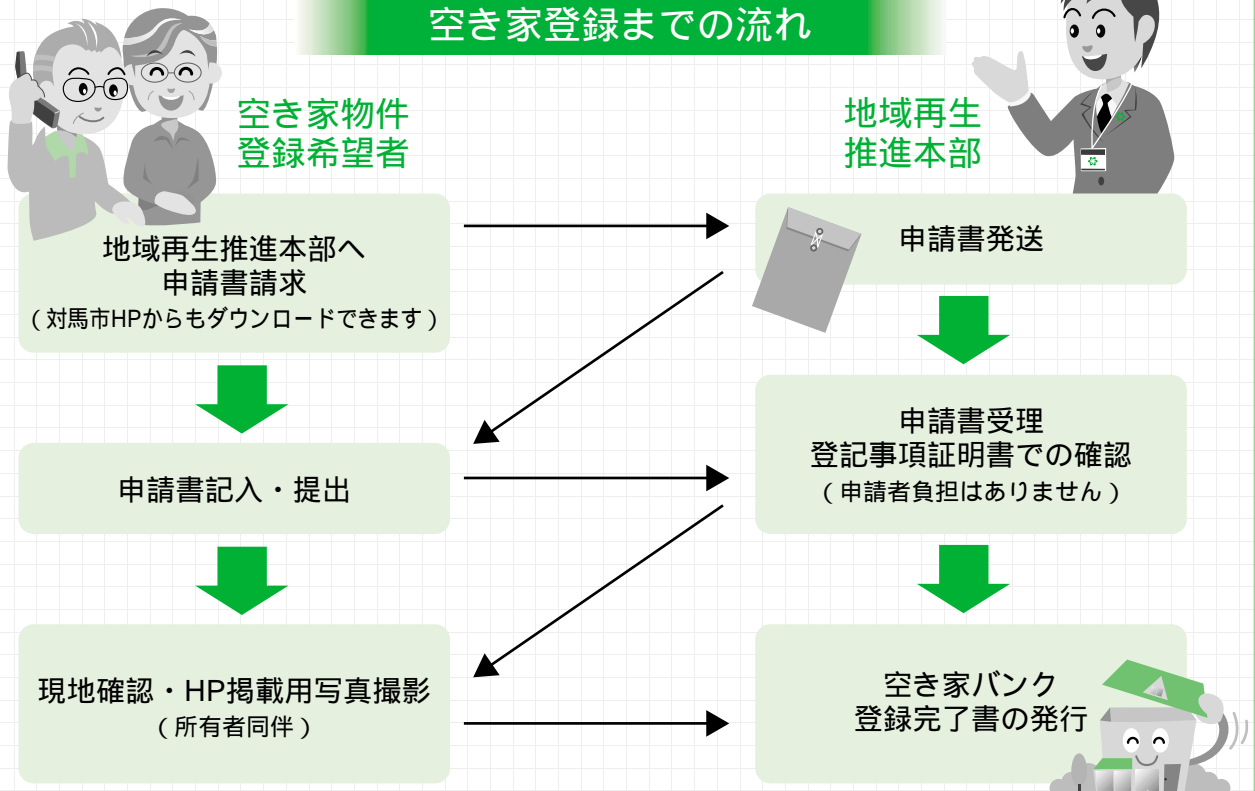 空き家登録までの流れ
空き家物件
登録希望者
地域再生
推進本部
地域再生推進本部へ
申請書請求
(対馬市HPからもダウンロードできます)
申請書発送
申請書記入・提出
申請書受理
登記事項証明書での確認
(申請者負担はありません)
現地確認・HP掲載用写真撮影
(所有者同伴)
空き家バンク
登録完了書の発行